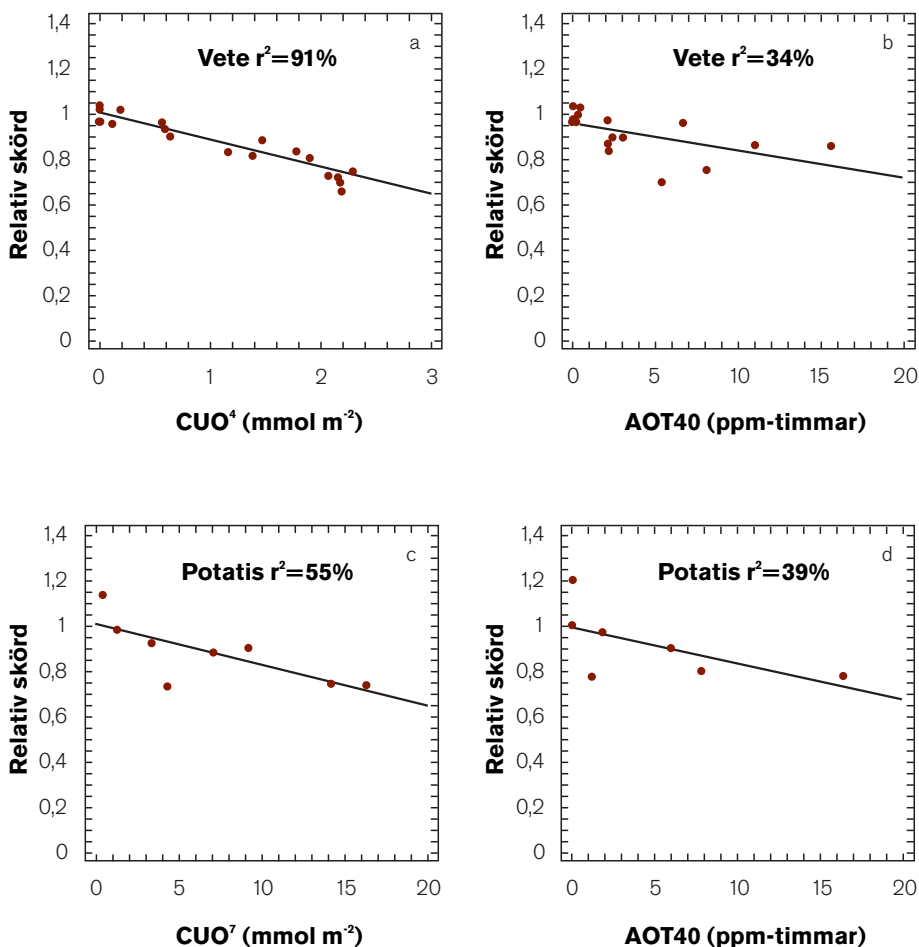 a
Vete r²=91%
Relativ skörd
1,4
1,2
1
0,8
0,6
0,4
0,2
0
0 1 2 3
CUO⁴ (mmol m⁻²)
b
Vete r²=34%
Relativ skörd
1,4
1,2
1
0,8
0,6
0,4
0,2
0
0 5 10 15 20
AOT40 (ppm-timmar)
c
Potatis r²=55%
Relativ skörd
1,4
1,2
1
0,8
0,6
0,4
0,2
0
0 5 10 15 20
CUO⁷ (mmol m⁻²)
d
Potatis r²=39%
Relativ skörd
1,4
1,2
1
0,8
0,6
0,4
0,2
0
0 5 10 15 20
AOT40 (ppm-timmar)